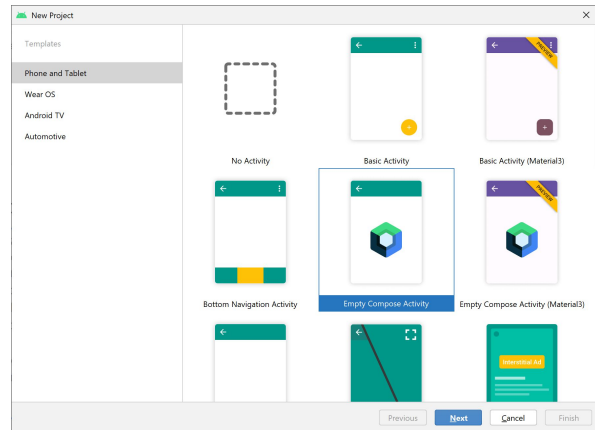 New Project
Templates
Phone and Tablet
Wear OS
Android TV
Automotive
No Activity
Basic Activity
PREVIEW
Basic Activity (Material3)
Bottom Navigation Activity
Empty Compose Activity
PREVIEW
Empty Compose Activity (Material3)
Interstitial Ad
Previous
Next
Cancel
Finish